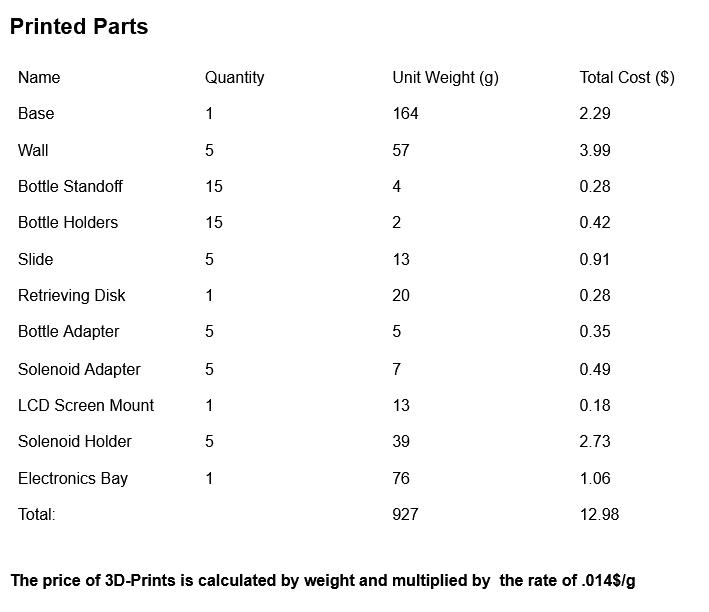 Printed Parts
Name Quantity Unit Weight (g) Total Cost ($)
Base 1 164 2.29
Wall 5 57 3.99
Bottle Standoff 15 4 0.28
Bottle Holders 15 2 0.42
Slide 5 13 0.91
Retrieving Disk 1 20 0.28
Bottle Adapter 5 5 0.35
Solenoid Adapter 5 7 0.49
LCD Screen Mount 1 13 0.18
Solenoid Holder 5 39 2.73
Electronics Bay 1 76 1.06
Total: 927 12.98
The price of 3D-Prints is calculated by weight and multiplied by  the rate of .014$/g